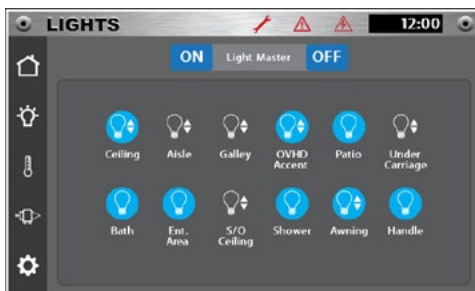 LIGHTS 12:00
ON Light Master OFF
Ceiling Aisle Galley OVHD Accent Patio Under Carriage
Bath Ent. Area S/O Ceiling Shower Awning Handle